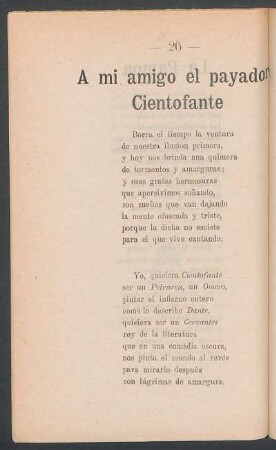 — 26 —
A mi amigo el payador
Cientofante
Borra el tiempo la ventura
de nuestra ilusion primera,
y hoy nos brinda una quimera
de tormentos y amarguras;
y esas gratas hermosuras
que apersivimos soñando,
son sueños que van dejando
la mente ofuscada y triste,
porque la dicha no esciste
para el que vive cantando.
Yo, quiciera Cientofante
ser un Petrarca, un Omero,
pintar el infierno entero
como lo describe Dante,
quiciera ser un Cervantes
rey de la literatura
que en una comedia oscura,
nos pinta el mundo al revés
para mirarlo después
con lágrimas de amargura.